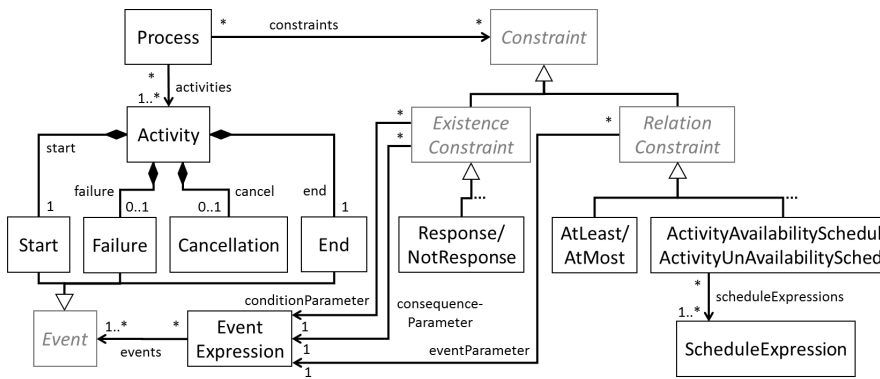 Process
*
constraints
*
Constraint
*
activities
1..*
Activity
start
failure
cancel
end
1
0..1
0..1
1
Start
Failure
Cancellation
End
*
*
Existence
Constraint
*
Relation
Constraint
...
...
Response/
NotResponse
AtLeast/
AtMost
ActivityAvailabilitySchedul
ActivityUnAvailabilitySched
conditionParameter
consequence-
Parameter
*
scheduleExpressions
1..*
Event
1..*
events
*
Event
Expression
1
1
eventParameter
1
ScheduleExpression